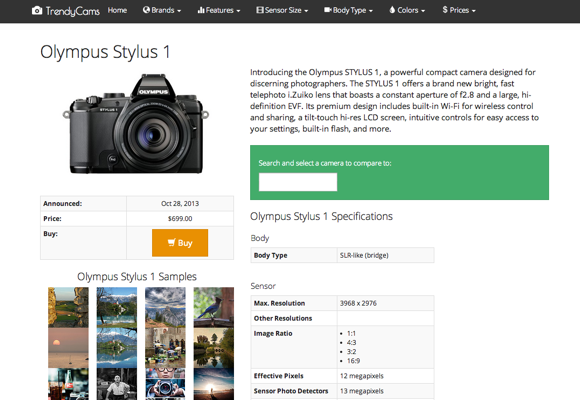 TrendyCams Home Brands Features Sensor Size Body Type Colors $ Prices
Olympus Stylus 1
OLYMPUS
Introducing the Olympus STYLUS 1, a powerful compact camera designed for
discerning photographers. The STYLUS 1 offers a brand new bright, fast
telephoto i.Zuiko lens that boasts a constant aperture of f2.8 and a large, hi-
definition EVF. Its premium design includes built-in Wi-Fi for wireless control
and sharing, a tilt-touch hi-res LCD screen, intuitive controls for easy access to
your settings, built-in flash, and more.
Search and select a camera to compare to:
Announced: Oct 28, 2013
Price: $699.00
Buy: Buy
Olympus Stylus 1 Samples
Olympus Stylus 1 Specifications
Body
Body Type SLR-like (bridge)
Sensor
Max. Resolution 3968 x 2976
Other Resolutions
Image Ratio • 1:1
• 4:3
• 3:2
• 16:9
Effective Pixels 12 megapixels
Sensor Photo Detectors 13 megapixels